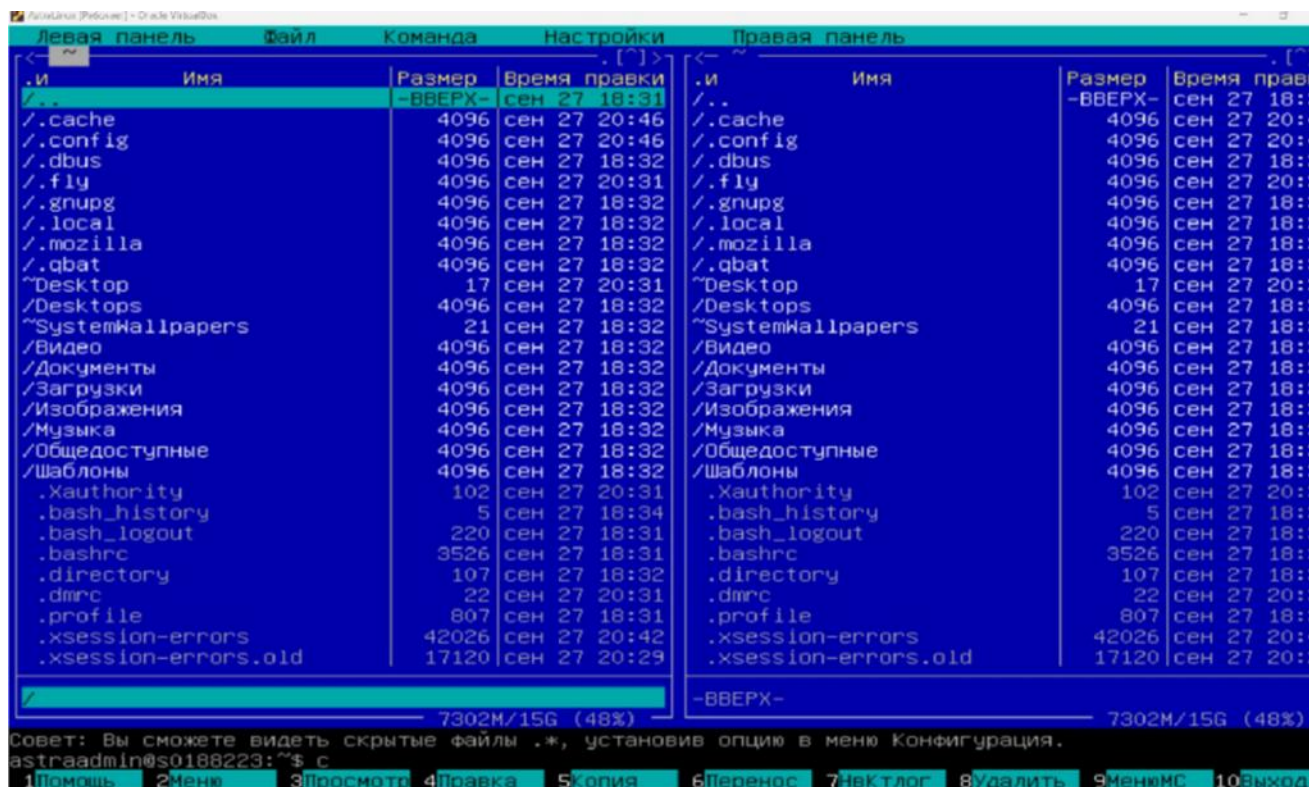 AstraLinux [Работает] - Oracle VirtualBox
Левая панель Файл Команда Настройки Правая панель
<- ~ .[^]>
.и Имя Размер Время правки
/.. -ВВЕРХ- сен 27 18:31
/.cache 4096 сен 27 20:46
/.config 4096 сен 27 20:46
/.dbus 4096 сен 27 18:32
/.fly 4096 сен 27 20:31
/.gnupg 4096 сен 27 18:32
/.local 4096 сен 27 18:32
/.mozilla 4096 сен 27 18:32
/.qbat 4096 сен 27 18:32
~Desktop 17 сен 27 20:31
/Desktops 4096 сен 27 18:32
~SystemWallpapers 21 сен 27 18:32
/Видео 4096 сен 27 18:32
/Документы 4096 сен 27 18:32
/Загрузки 4096 сен 27 18:32
/Изображения 4096 сен 27 18:32
/Музыка 4096 сен 27 18:32
/Общедоступные 4096 сен 27 18:32
/Шаблоны 4096 сен 27 18:32
.Xauthority 102 сен 27 20:31
.bash_history 5 сен 27 18:34
.bash_logout 220 сен 27 18:31
.bashrc 3526 сен 27 18:31
.directory 107 сен 27 18:32
.dmrc 22 сен 27 20:31
.profile 807 сен 27 18:31
.xsession-errors 42026 сен 27 20:42
.xsession-errors.old 17120 сен 27 20:29
/
7302M/15G (48%)
<- ~ .[^
.и Имя Размер Время прав
/.. -ВВЕРХ- сен 27 18:
/.cache 4096 сен 27 20:
/.config 4096 сен 27 20:
/.dbus 4096 сен 27 18:
/.fly 4096 сен 27 20:
/.gnupg 4096 сен 27 18:
/.local 4096 сен 27 18:
/.mozilla 4096 сен 27 18:
/.qbat 4096 сен 27 18:
~Desktop 17 сен 27 20:
/Desktops 4096 сен 27 18:
~SystemWallpapers 21 сен 27 18:
/Видео 4096 сен 27 18:
/Документы 4096 сен 27 18:
/Загрузки 4096 сен 27 18:
/Изображения 4096 сен 27 18:
/Музыка 4096 сен 27 18:
/Общедоступные 4096 сен 27 18:
/Шаблоны 4096 сен 27 18:
.Xauthority 102 сен 27 20:
.bash_history 5 сен 27 18:
.bash_logout 220 сен 27 18:
.bashrc 3526 сен 27 18:
.directory 107 сен 27 18:
.dmrc 22 сен 27 20:
.profile 807 сен 27 18:
.xsession-errors 42026 сен 27 20:
.xsession-errors.old 17120 сен 27 20:
-ВВЕРХ-
7302M/15G (48%)
Совет: Вы сможете видеть скрытые файлы .*, установив опцию в меню Конфигурация.
astraadmin@s0188223:~$ c
1Помощь 2Меню 3Просмотр 4Правка 5Копия 6Перенос 7НвКтлог 8Удалить 9МенюМС 10Выход